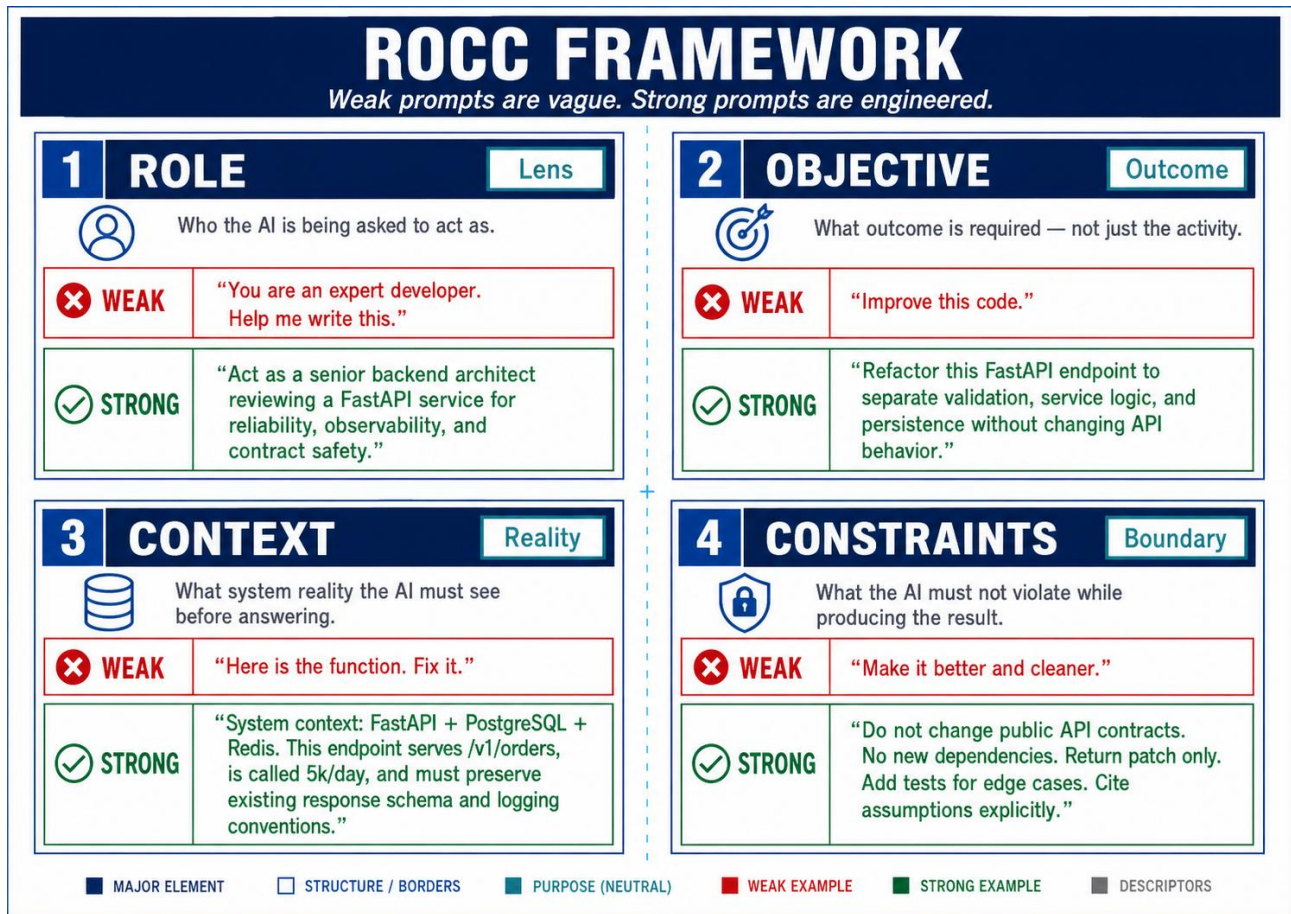 ROCC FRAMEWORK
Weak prompts are vague. Strong prompts are engineered.
1 ROLE Lens
Who the AI is being asked to act as.
WEAK
“You are an expert developer.
Help me write this.”
STRONG
“Act as a senior backend architect
reviewing a FastAPI service for
reliability, observability, and
contract safety.”
2 OBJECTIVE Outcome
What outcome is required — not just the activity.
WEAK
“Improve this code.”
STRONG
“Refactor this FastAPI endpoint to
separate validation, service logic, and
persistence without changing API
behavior.”
3 CONTEXT Reality
What system reality the AI must see
before answering.
WEAK
“Here is the function. Fix it.”
STRONG
“System context: FastAPI + PostgreSQL +
Redis. This endpoint serves /v1/orders,
is called 5k/day, and must preserve
existing response schema and logging
conventions.”
4 CONSTRAINTS Boundary
What the AI must not violate while
producing the result.
WEAK
“Make it better and cleaner.”
STRONG
“Do not change public API contracts.
No new dependencies. Return patch only.
Add tests for edge cases. Cite
assumptions explicitly.”
MAJOR ELEMENT STRUCTURE / BORDERS PURPOSE (NEUTRAL) WEAK EXAMPLE STRONG EXAMPLE DESCRIPTORS